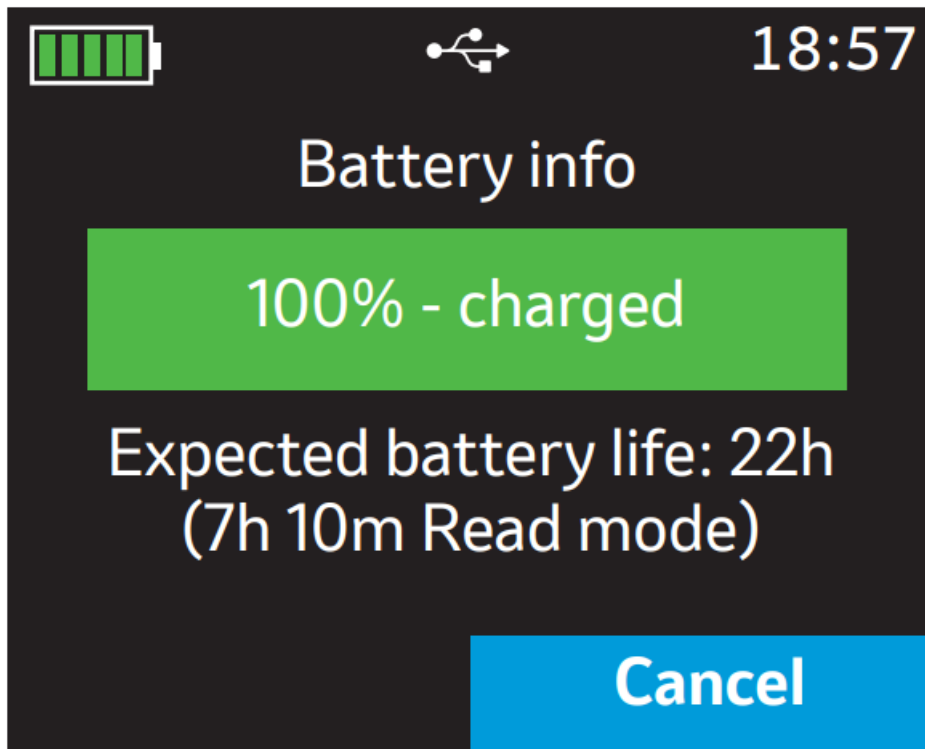 18:57
Battery info
100% - charged
Expected battery life: 22h
(7h 10m Read mode)
Cancel